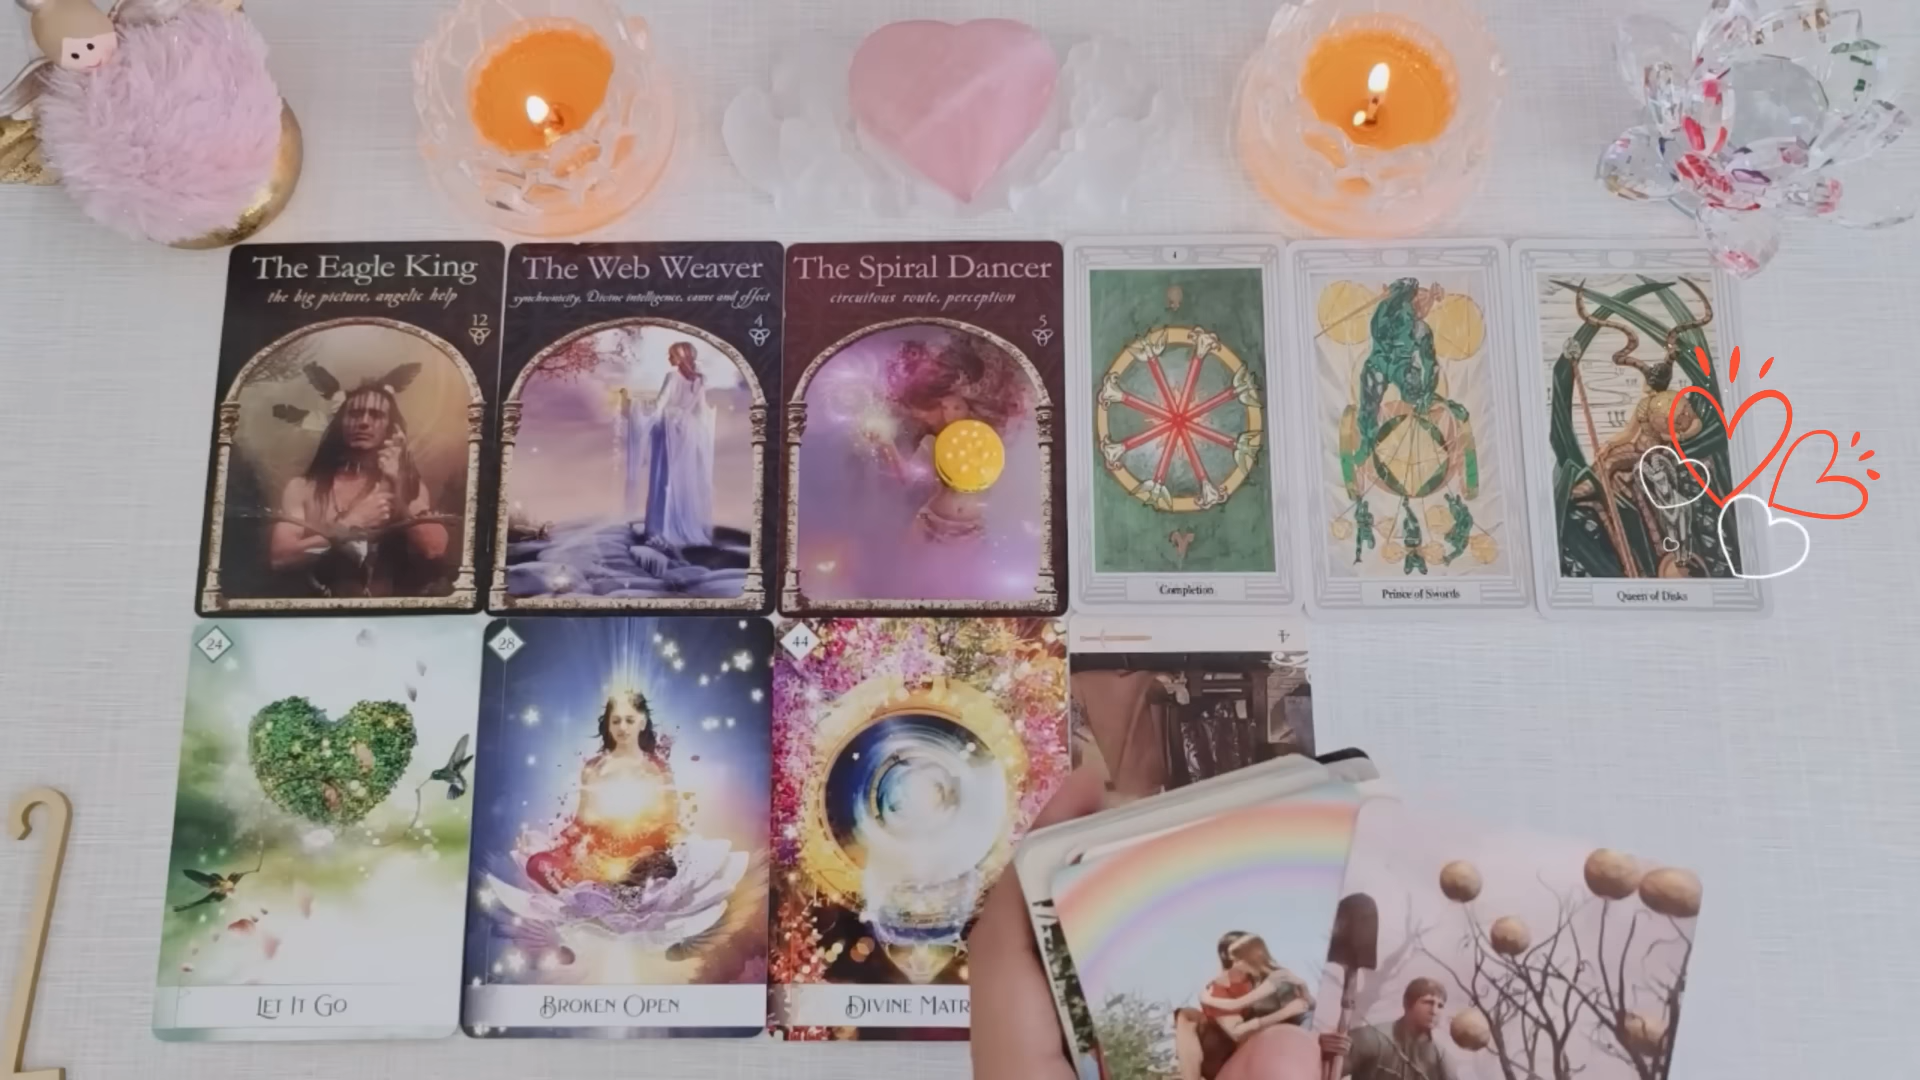 The Eagle King
the big picture, angelic help
12
The Web Weaver
synchronicity, Divine intelligence, cause and effect
4
The Spiral Dancer
circuitous route, perception
5
4
Completion
Prince of Swords
Queen of Disks
24
LET IT GO
28
BROKEN OPEN
44
DIVINE MATR
4